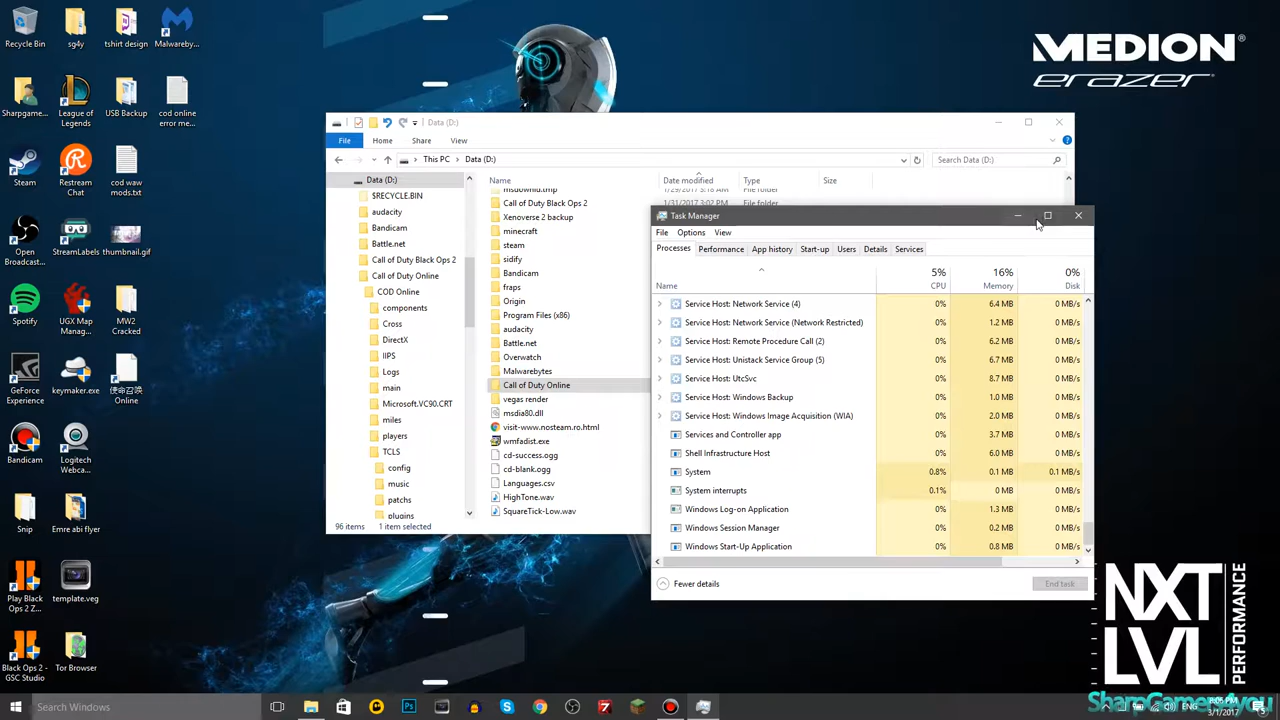 Recycle Bin
sg4y
tshirt design
Malwareby...
Sharpgame...
League of
Legends
USB Backup
cod online
error me...
Steam
Restream
Chat
cod waw
mods.txt
Open
Broadcast...
StreamLabels
thumbnail.gif
Spotify
UGX Map
Manag...
MW2
Cracked
GeForce
Experience
keymaker.exe
使命召唤
Online
Bandicam
Logitech
Webca...
Snip
Emre abi flyer
Play Black
Ops 2 Z...
template.veg
Black Ops 2 -
GSC Studio
Tor Browser
MEDION
erazer
Data (D:)
File
Home
Share
View
This PC
Data (D:)
Search Data (D:)
Data (D:)
$RECYCLE.BIN
audacity
Bandicam
Battle.net
Call of Duty Black Ops 2
Call of Duty Online
COD Online
components
Cross
DirectX
IIPS
Logs
main
Microsoft.VC90.CRT
miles
players
TCLS
config
music
patchs
plugins
Name
Date modified
Type
Size
msdownld.tmp
1/29/2017 3:18 AM
File folder
Call of Duty Black Ops 2
1/31/2017 3:02 PM
File folder
Xenoverse 2 backup
minecraft
steam
sidify
Bandicam
fraps
Origin
Program Files (x86)
audacity
Battle.net
Overwatch
Malwarebytes
Call of Duty Online
vegas render
msdia80.dll
visit-www.nosteam.ro.html
wmfadist.exe
cd-success.ogg
cd-blank.ogg
Languages.csv
HighTone.wav
SquareTick-Low.wav
96 items
1 item selected
Task Manager
File
Options
View
Processes
Performance
App history
Start-up
Users
Details
Services
5%
16%
0%
Name
CPU
Memory
Disk
Service Host: Network Service (4) 0% 6.4 MB 0 MB/s
Service Host: Network Service (Network Restricted) 0% 1.2 MB 0 MB/s
Service Host: Remote Procedure Call (2) 0% 6.7 MB 0 MB/s
Service Host: Unistack Service Group (5) 0% 6.7 MB 0 MB/s
Service Host: UtcSvc 0% 8.7 MB 0 MB/s
Service Host: Windows Backup 0% 1.0 MB 0 MB/s
Service Host: Windows Image Acquisition (WIA) 0% 2.0 MB 0 MB/s
Services and Controller app 0% 3.7 MB 0 MB/s
Shell Infrastructure Host 0% 6.0 MB 0 MB/s
System 0.8% 0.1 MB 0.1 MB/s
System interrupts 0.1% 0 MB 0 MB/s
Windows Log-on Application 0% 1.3 MB 0 MB/s
Windows Session Manager 0% 0.2 MB 0 MB/s
Windows Start-Up Application 0% 0.8 MB 0 MB/s
Fewer details
End task
NXT
LVL
PERFORMANCE
SharpGames4you
Search Windows
ENG
8:05 PM
3/1/2017